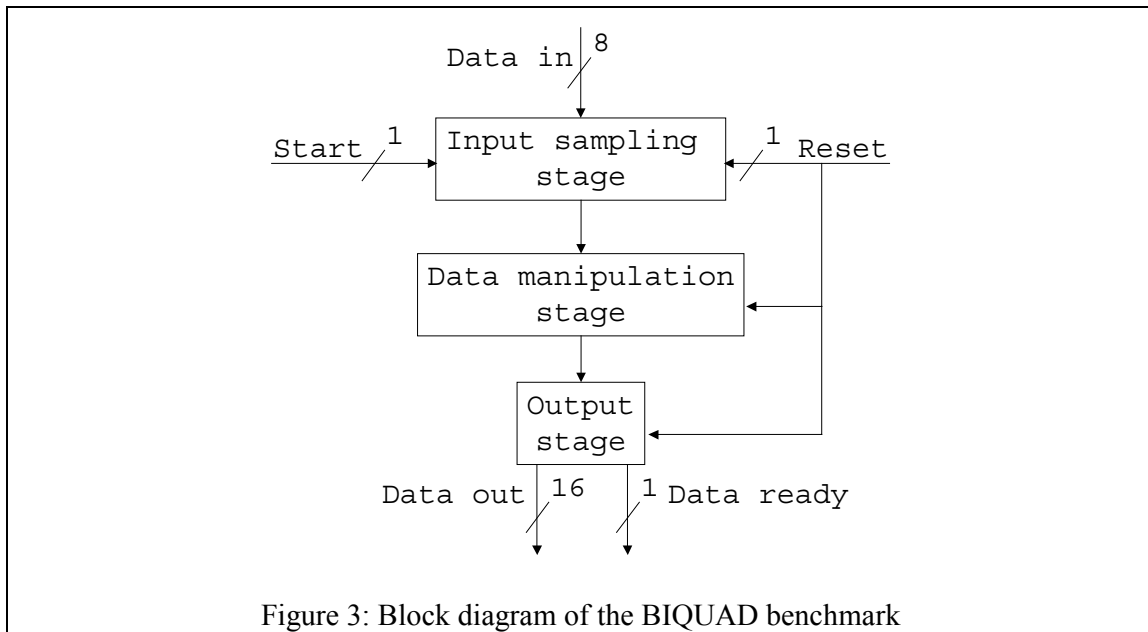 Data in
8
Start
1
Input sampling
stage
1
Reset
Data manipulation
stage
Output
stage
Data out
16
1
Data ready
Figure 3: Block diagram of the BIQUAD benchmark